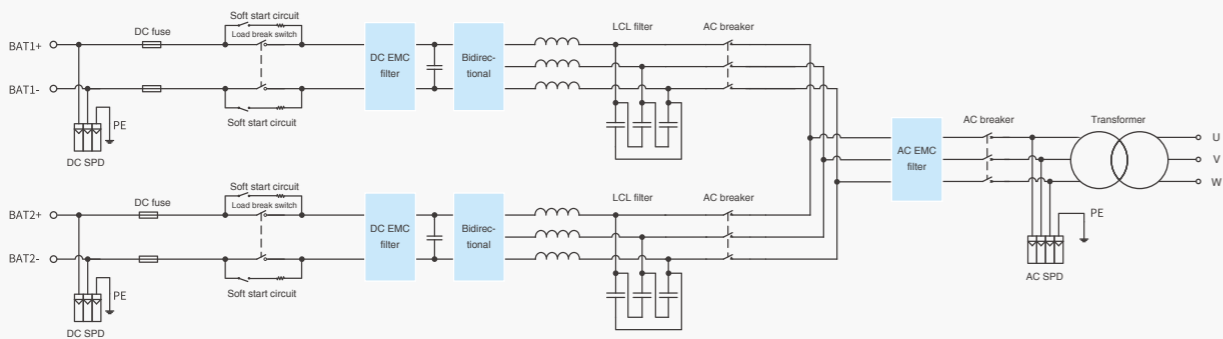 Soft start circuit
BAT1+
DC fuse
Load break switch
LCL filter
AC breaker
DC EMC
filter
Bidirec-
tional
BAT1-
PE
Soft start circuit
DC SPD
AC EMC
filter
AC breaker
Transformer
U
V
W
PE
AC SPD
Soft start circuit
BAT2+
DC fuse
Load break switch
LCL filter
AC breaker
DC EMC
filter
Bidirec-
tional
BAT2-
PE
Soft start circuit
DC SPD